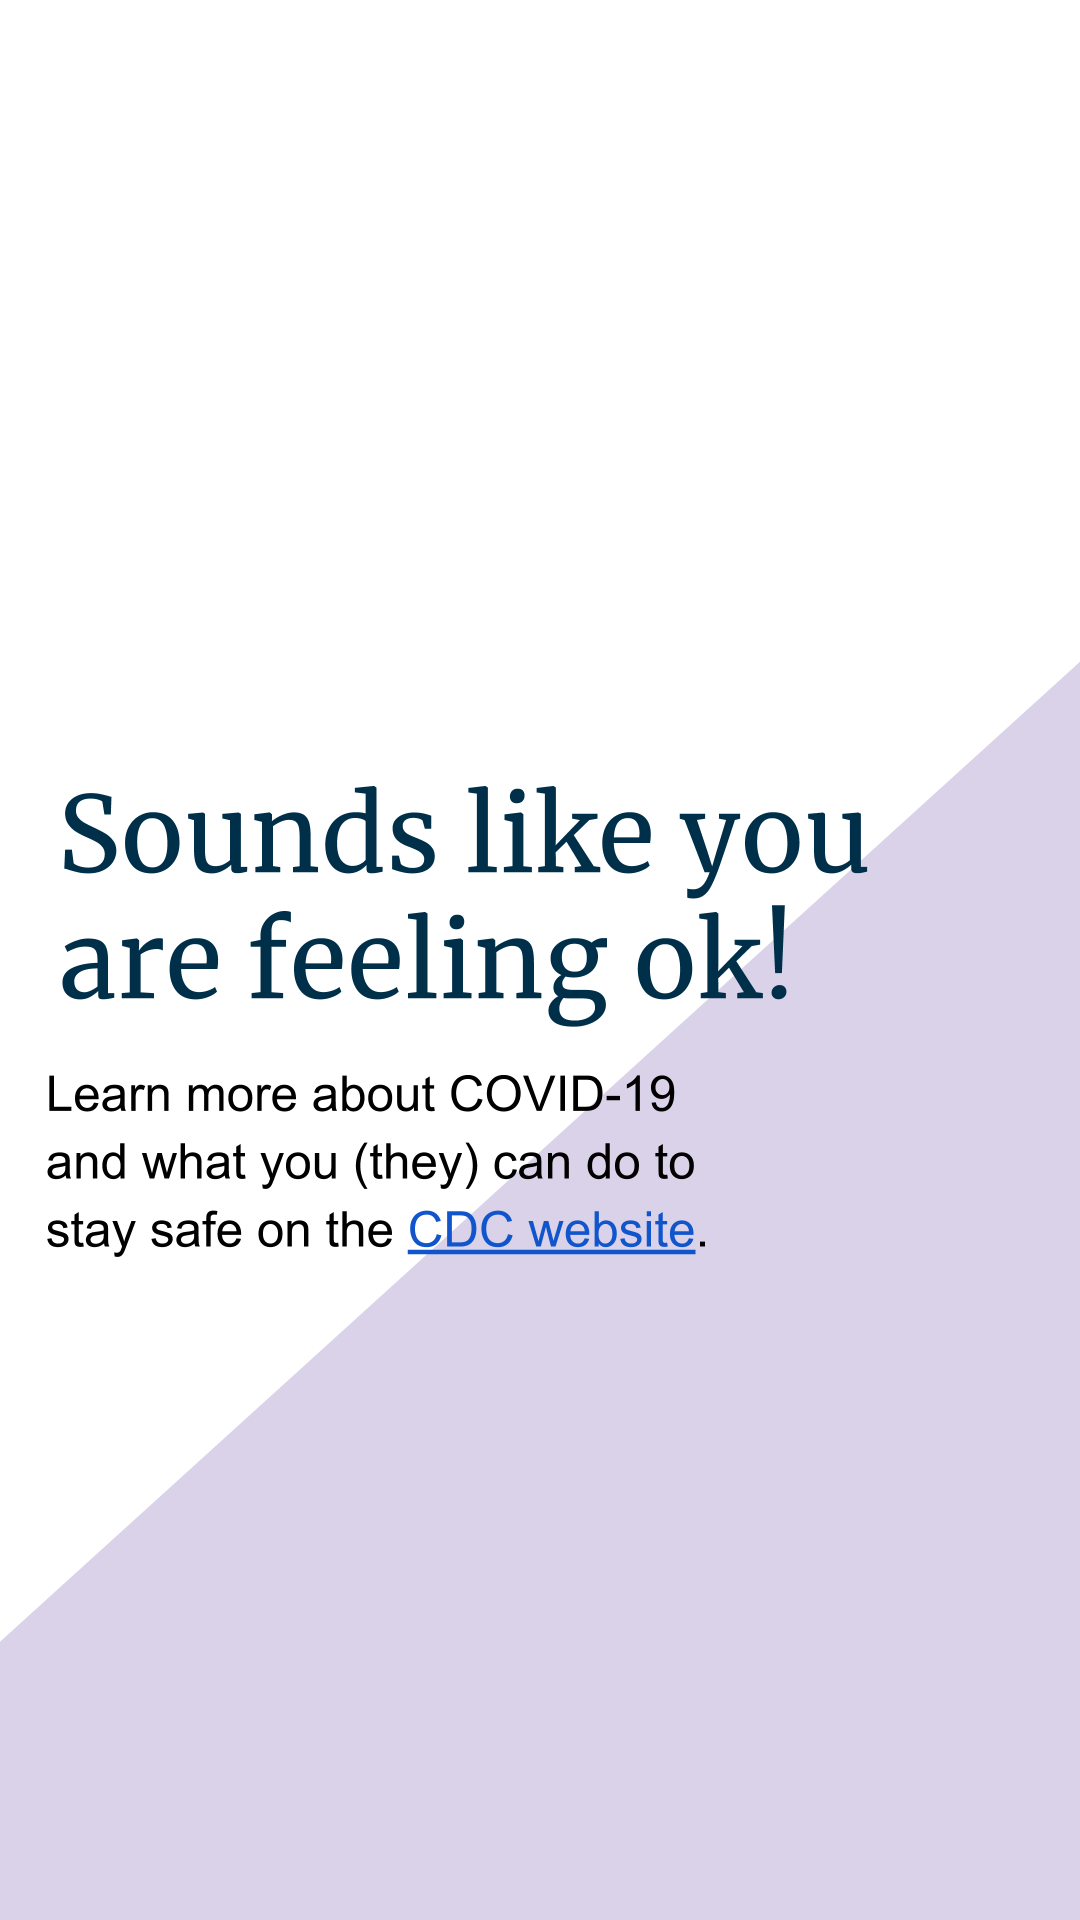 Sounds like you
are feeling ok!
Learn more about COVID-19
and what you (they) can do to
stay safe on the CDC website.